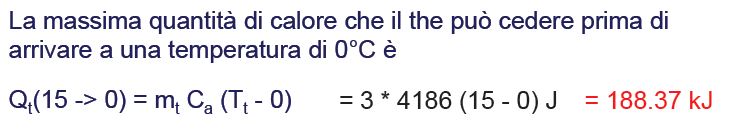 La massima quantità di calore che il the può cedere prima di
arrivare a una temperatura di 0°C è
Qt(15 -> 0) = mt Ca (Tt - 0) = 3 * 4186 (15 - 0) J = 188.37 kJ